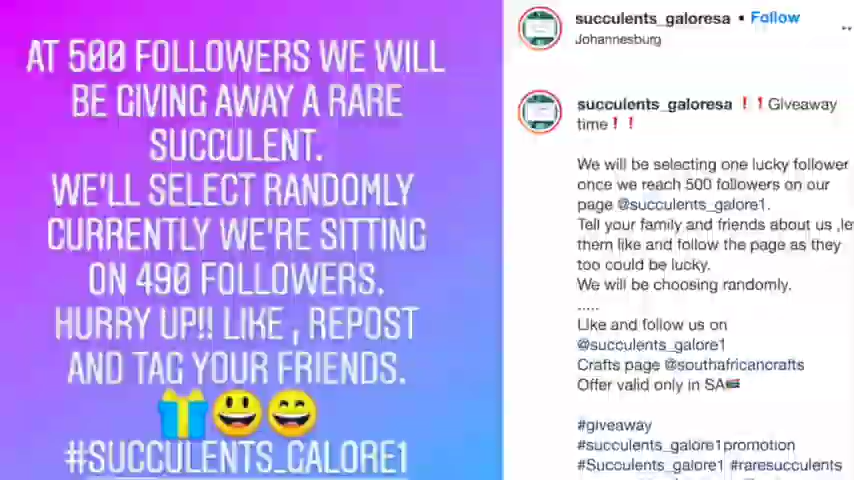 AT 500 FOLLOWERS WE WILL
BE GIVING AWAY A RARE
SUCCULENT.
WE'LL SELECT RANDOMLY
CURRENTLY WE'RE SITTING
ON 490 FOLLOWERS.
HURRY UP!! LIKE , REPOST
AND TAG YOUR FRIENDS.
🎁😃😄
#SUCCULENTS_GALORE1
succulents_galoresa • Follow
Johannesburg
succulents_galoresa ❗❗Giveaway
time❗❗
We will be selecting one lucky follower
once we reach 500 followers on our
page @succulents_galore1.
Tell your family and friends about us ,le
them like and follow the page as they
too could be lucky.
We will be choosing randomly.
.....
Like and follow us on
@succulents_galore1
Crafts page @southafricancrafts
Offer valid only in SA🇿🇦
#giveaway
#succulents_galore1promotion
#Succulents_galore1 #raresucculents